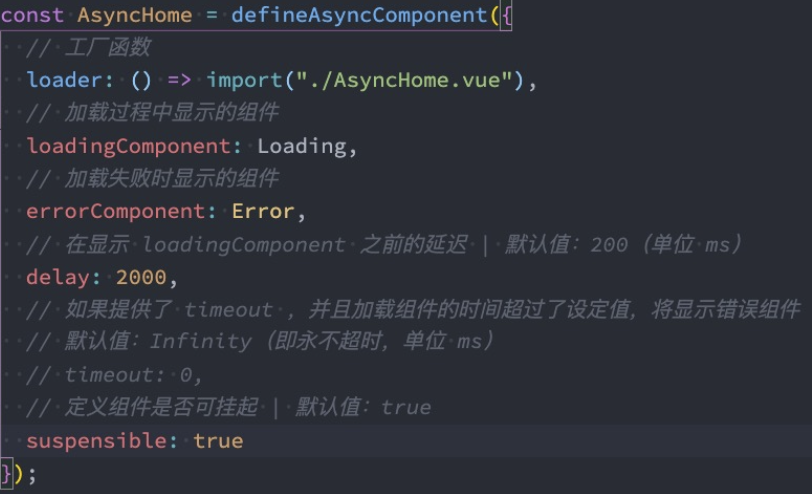 const AsyncHome = defineAsyncComponent({
// 工厂函数
loader: () => import("./AsyncHome.vue"),
// 加载过程中显示的组件
loadingComponent: Loading,
// 加载失败时显示的组件
errorComponent: Error,
// 在显示 loadingComponent 之前的延迟 | 默认值：200（单位 ms）
delay: 2000,
// 如果提供了 timeout ，并且加载组件的时间超过了设定值，将显示错误组件
// 默认值：Infinity（即永不超时，单位 ms）
// timeout: 0,
// 定义组件是否可挂起 | 默认值：true
suspensible: true
});